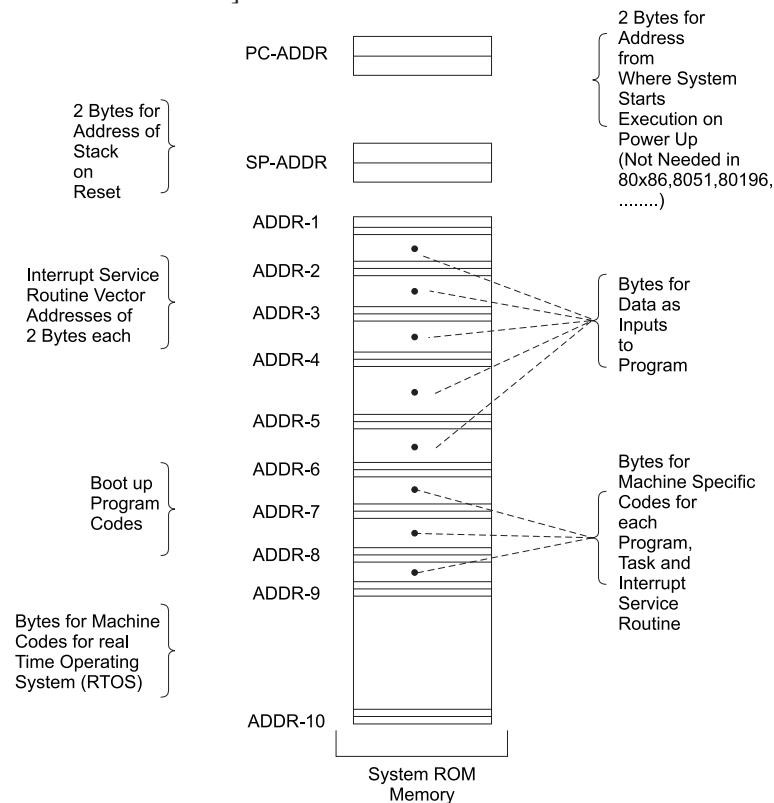 ]
PC-ADDR
2 Bytes for
Address
from
Where System
Starts
Execution on
Power Up
(Not Needed in
80x86,8051,80196,
........)
2 Bytes for
Address of
Stack
on
Reset
SP-ADDR
ADDR-1
Interrupt Service
Routine Vector
Addresses of
2 Bytes each
ADDR-2
ADDR-3
ADDR-4
Bytes for
Data as
Inputs
to
Program
ADDR-5
ADDR-6
Boot up
Program
Codes
ADDR-7
ADDR-8
ADDR-9
Bytes for
Machine Specific
Codes for
each
Program,
Task and
Interrupt
Service
Routine
Bytes for Machine
Codes for real
Time Operating
System (RTOS)
ADDR-10
System ROM
Memory